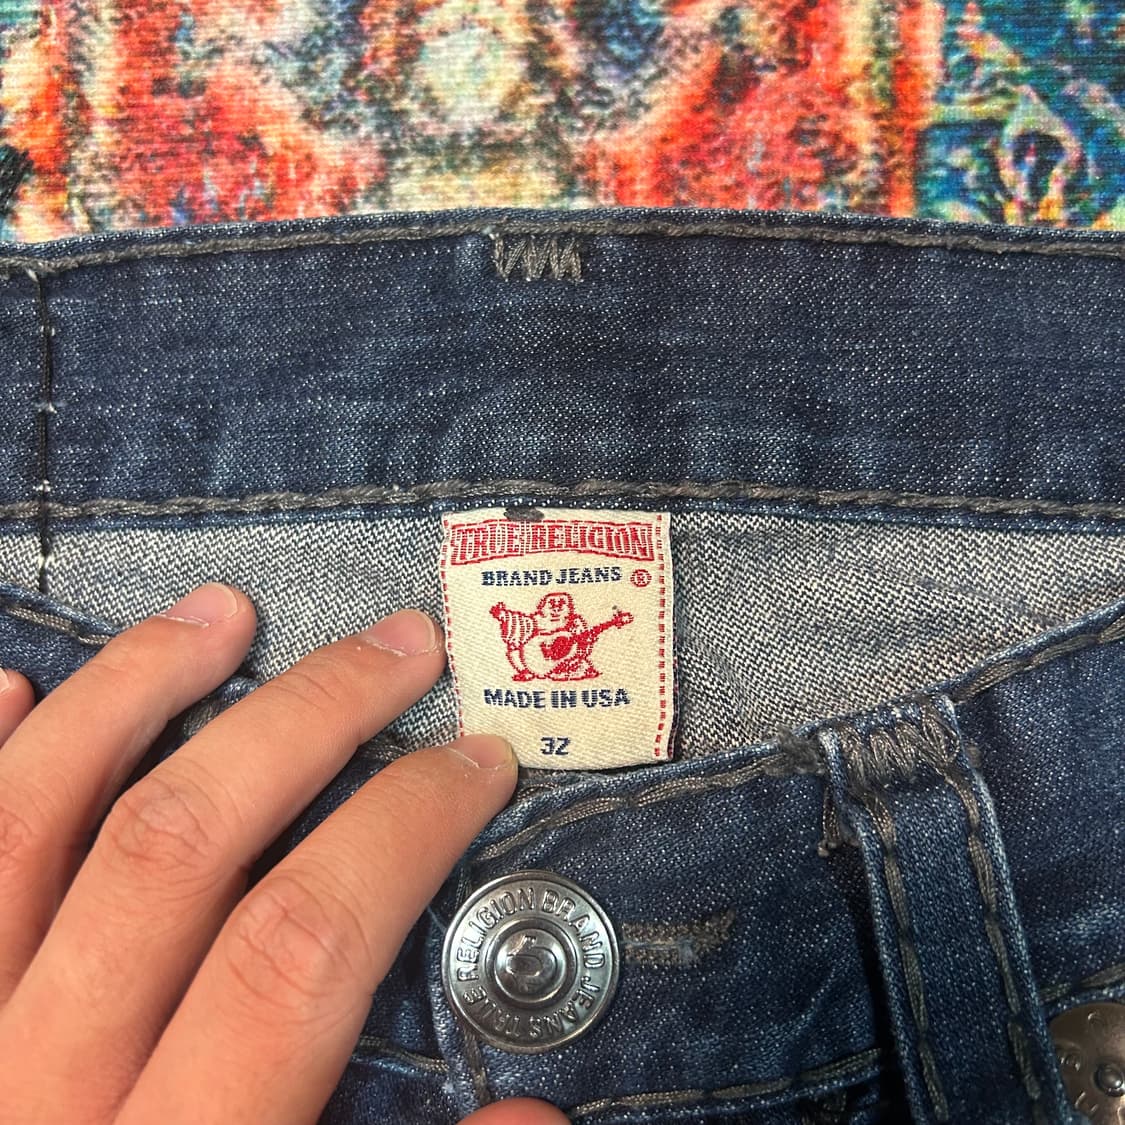 TRUE RELIGION
BRAND JEANS ®
MADE IN USA
32
TRUE RELIGION BRAND JEANS